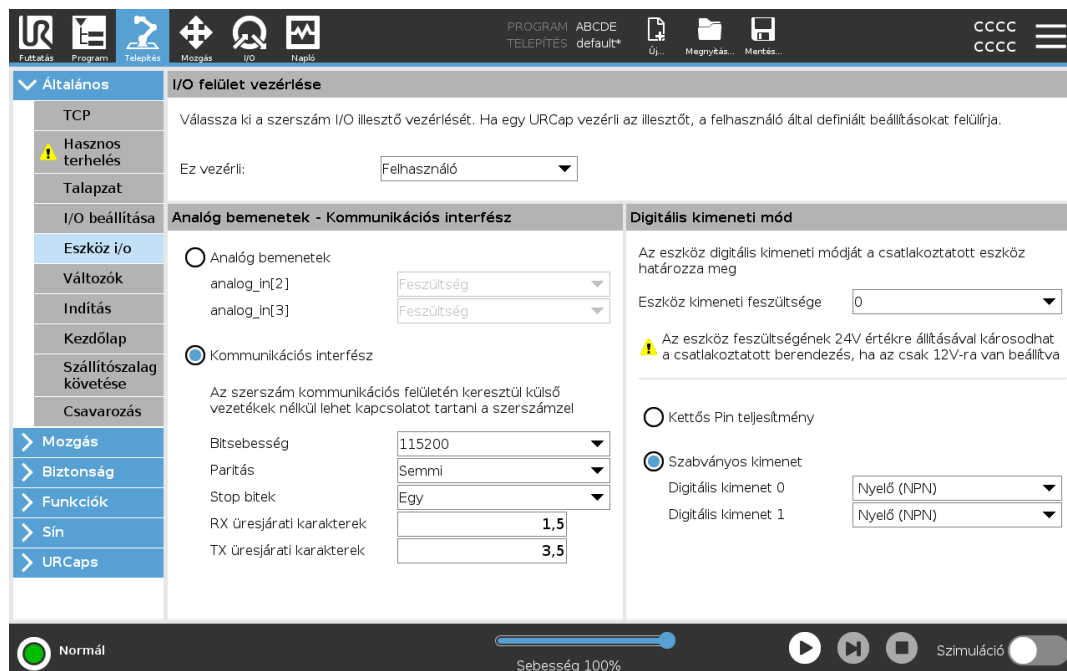 PROGRAM ABCDE
TELEPÍTÉS default*
CCCC
CCCC
Futtatás Program Telepítés Mozgás I/O Napló Új... Megnyitás... Mentés...
Általános
TCP
Hasznos
terhelés
Talapzat
I/O beállítása
Eszköz i/o
Változók
Indítás
Kezdőlap
Szállítószalag
követése
Csavarozás
Mozgás
Biztonság
Funkciók
Sín
URCaps
I/O felület vezérlése
Válassza ki a szerszám I/O illesztő vezérlését. Ha egy URCap vezérli az illesztőt, a felhasználó által definiált beállításokat felülírja.
Ez vezérli: Felhasználó
Analóg bemenetek - Kommunikációs interfész
Analóg bemenetek
analog_in[2] Feszültség
analog_in[3] Feszültség
Kommunikációs interfész
Az szerszám kommunikációs felületén keresztül külső
vezetékek nélkül lehet kapcsolatot tartani a szerszámzel
Bitsebesség 115200
Paritás Semmi
Stop bitek Egy
RX üresjárati karakterek 1,5
TX üresjárati karakterek 3,5
Digitális kimeneti mód
Az eszköz digitális kimeneti módját a csatlakoztatott eszköz
határozza meg
Eszköz kimeneti feszültsége 0
Az eszköz feszültségének 24V értékre állításával károsodhat
a csatlakoztatott berendezés, ha az csak 12V-ra van beállítva
Kettős Pin teljesítmény
Szabványos kimenet
Digitális kimenet 0 Nyelő (NPN)
Digitális kimenet 1 Nyelő (NPN)
Normál
Sebesség 100%
Szimuláció